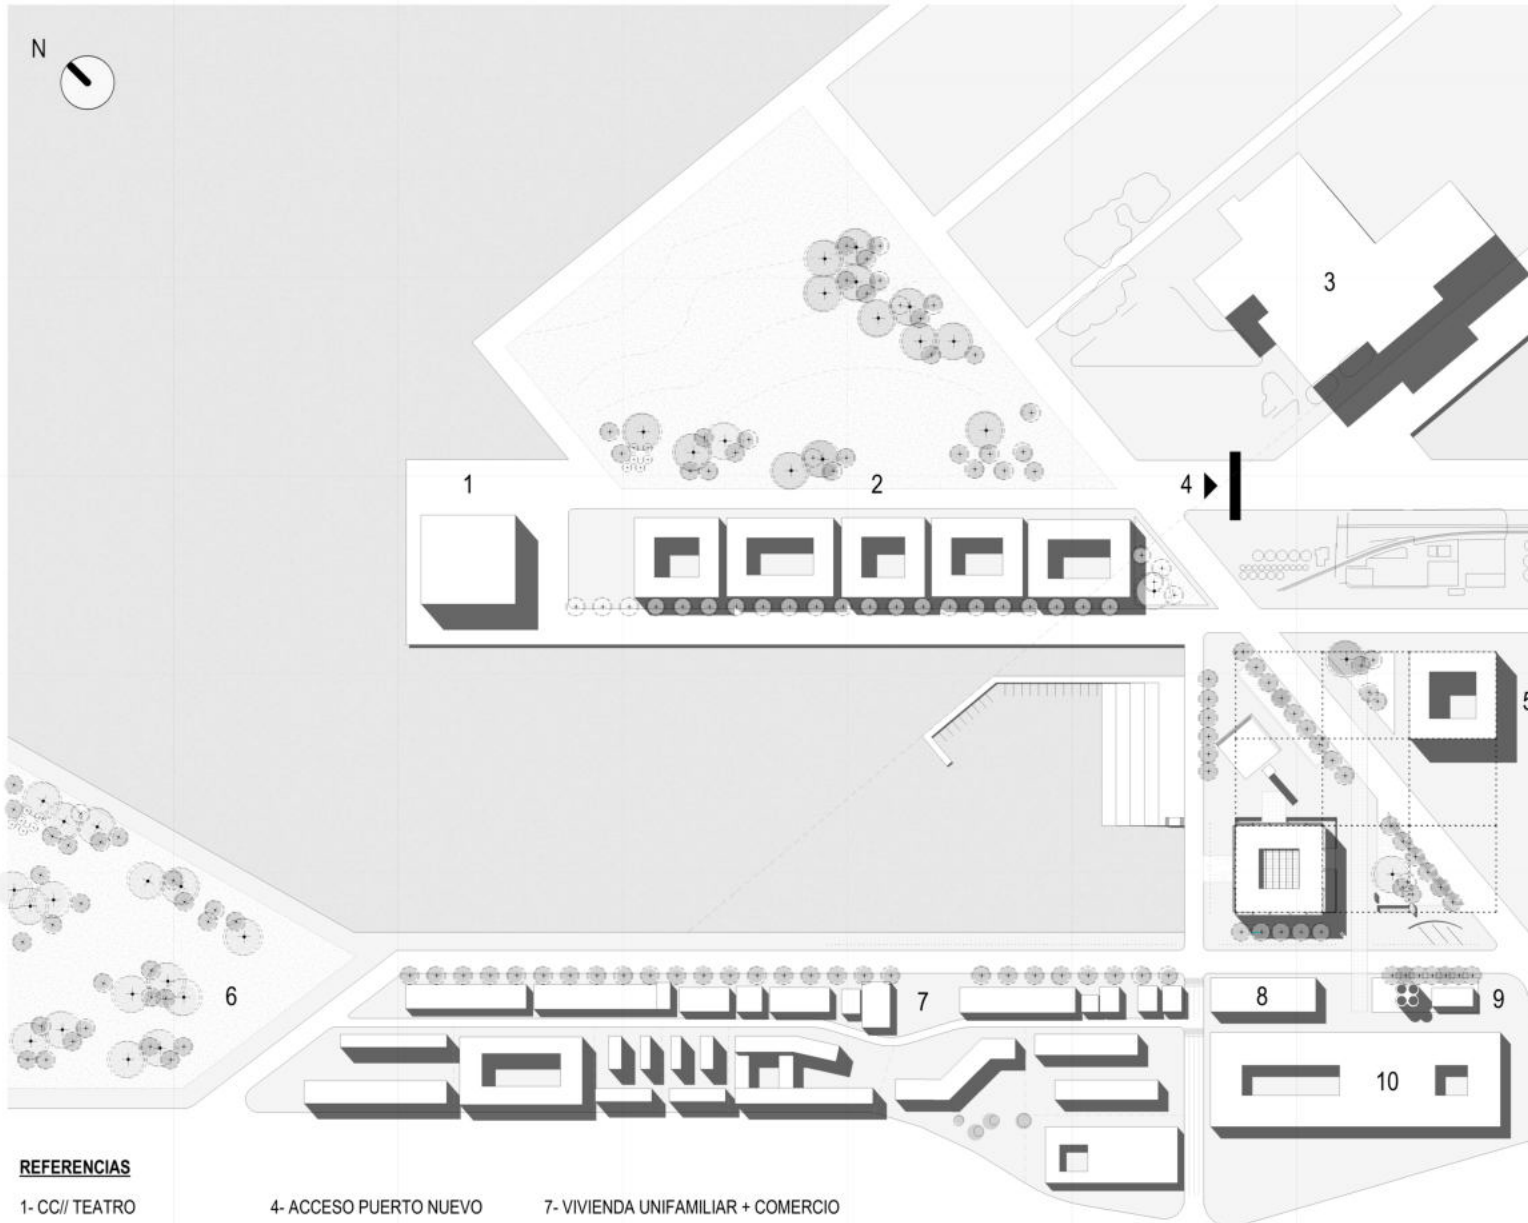 N
3
1
2
4
5
6
7
8
9
10
REFERENCIAS
1- CC// TEATRO
4- ACCESO PUERTO NUEVO
7- VIVIENDA UNIFAMILIAR + COMERCIO